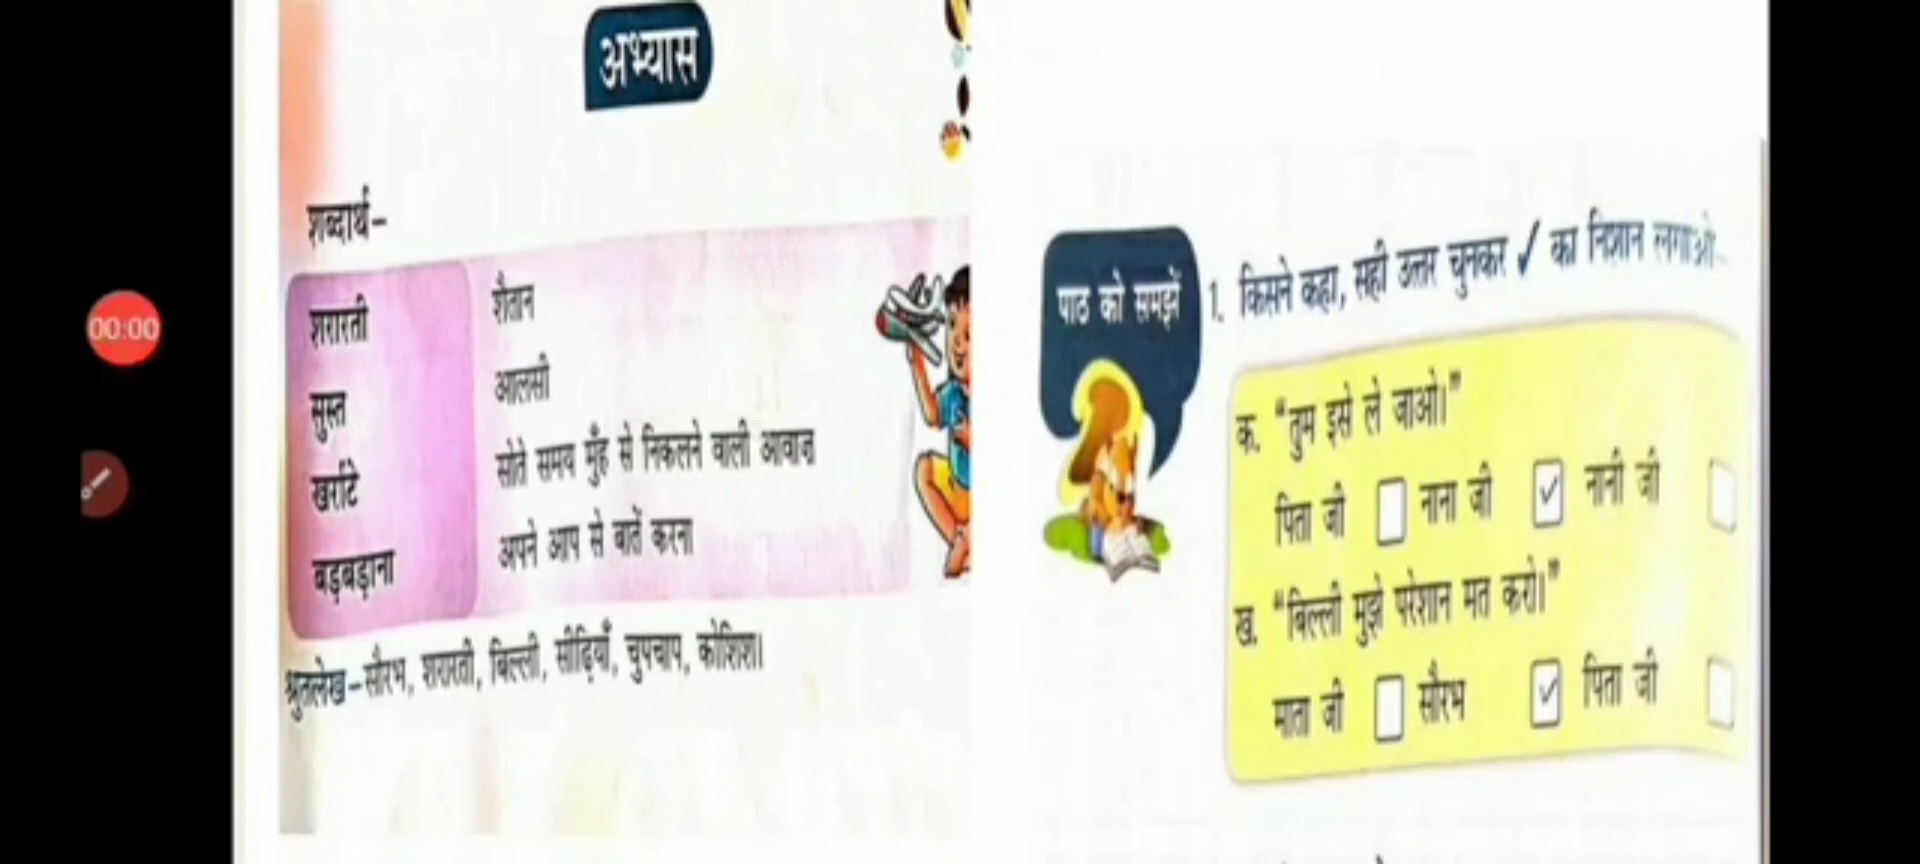 अभ्यास
शब्दार्थ–
शरारती शैतान
सुस्त आलसी
खर्राटे सोते समय मुँह से निकलने वाली आवाज़
बड़बड़ाना अपने आप से बातें करना
श्रुतलेख–सौरभ, शरारती, बिल्ली, सीढ़ियाँ, चुपचाप, कोशिश।
00:00
पाठ को समझें
1. किसने कहा, सही उत्तर चुनकर ✓ का निशान लगाओ–
क. “तुम इसे ले जाओ।”
पिता जी नाना जी ✓ नानी जी
ख. “बिल्ली मुझे परेशान मत करो।”
माता जी सौरभ ✓ पिता जी